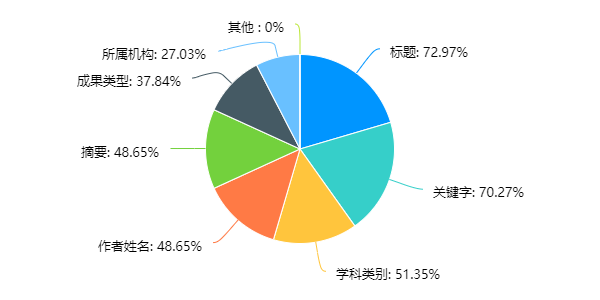 其他 : 0%
标题: 72.97%
所属机构: 27.03%
成果类型: 37.84%
摘要: 48.65%
关键字: 70.27%
作者姓名: 48.65%
学科类别: 51.35%